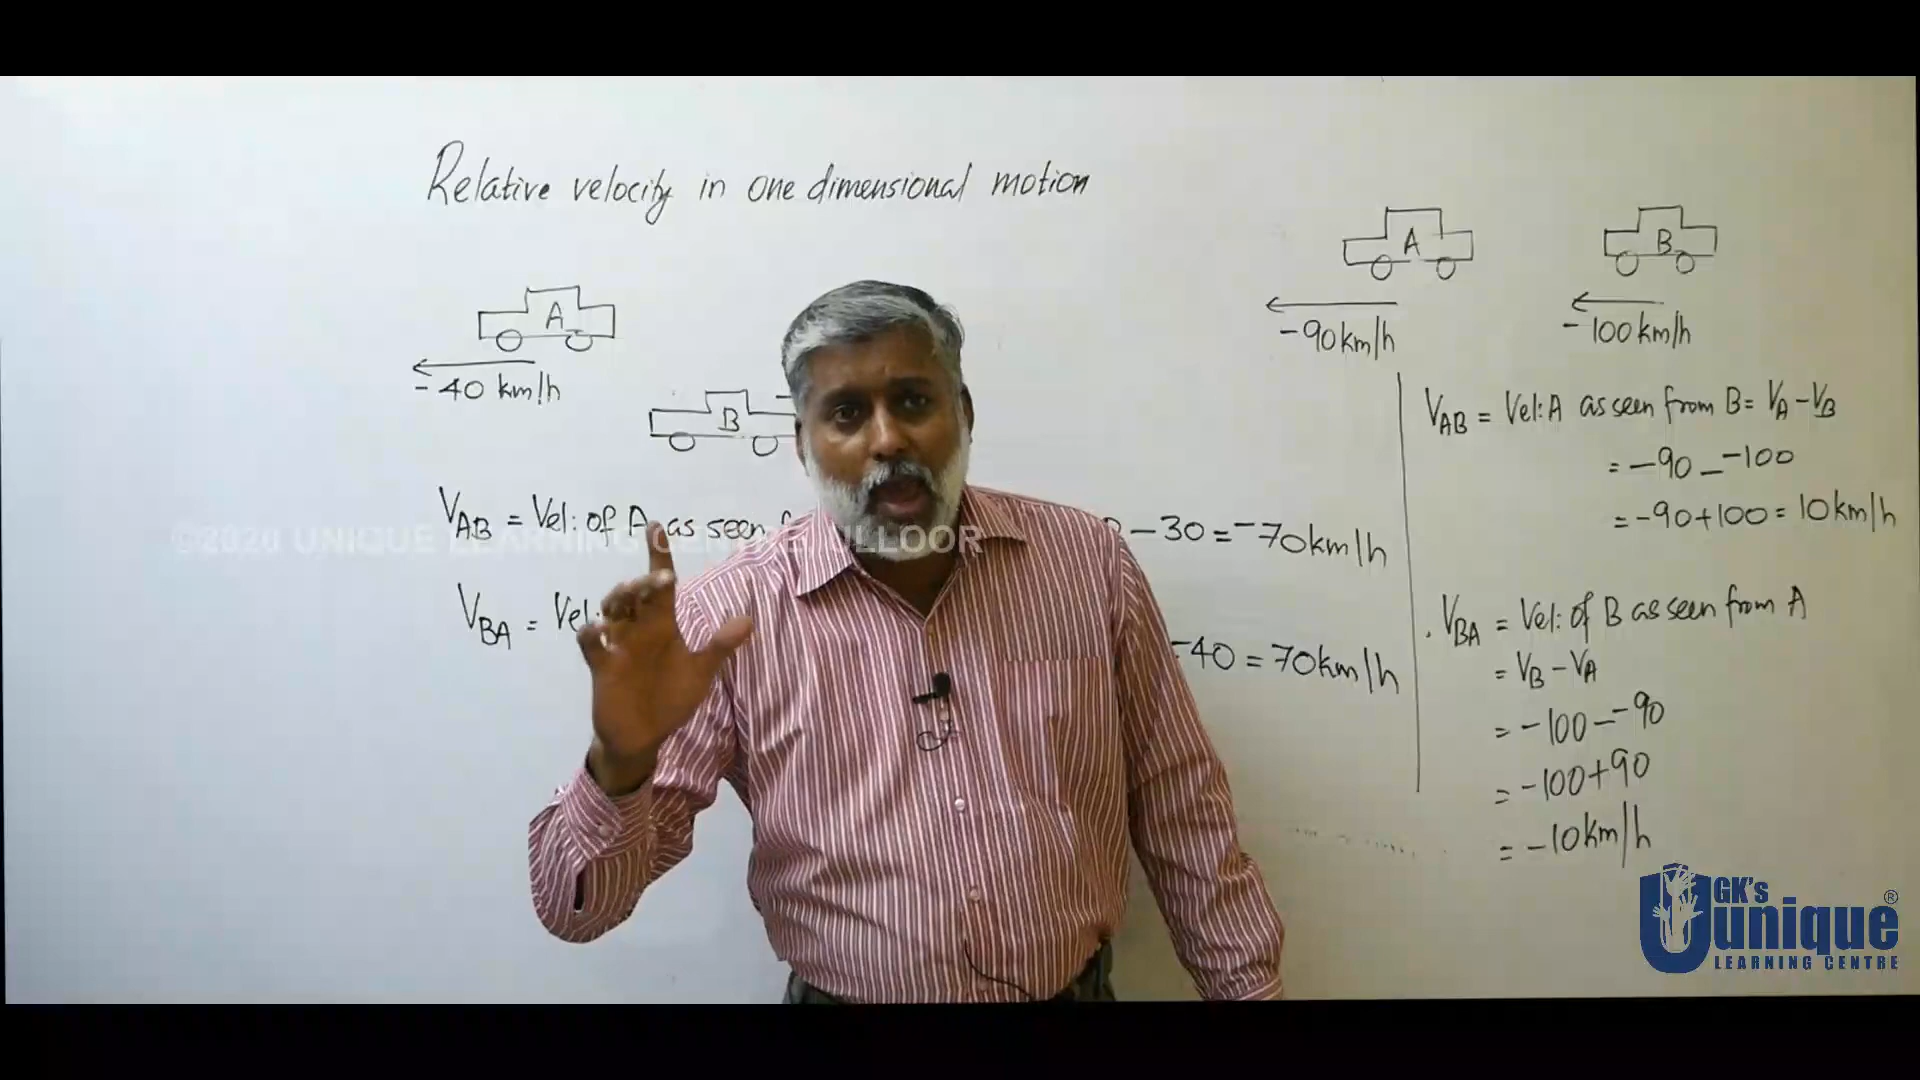 Relative velocity in one dimensional motion
A
- 40 km/h
B
V_AB = Vel: of A as seen
- 30 = -70km/h
V_BA = Vel:
-40 = 70km/h
A
B
-90km/h
-100km/h
V_AB = Vel: A as seen from B = V_A - V_B
= -90 - -100
= -90+100 = 10km/h
V_BA = Vel: of B as seen from A
= V_B - V_A
= -100 - -90
= -100+90
= -10km/h
©2020 UNIQUE LEARNING CENTRE, ULLOOR
GK's
unique®
LEARNING CENTRE